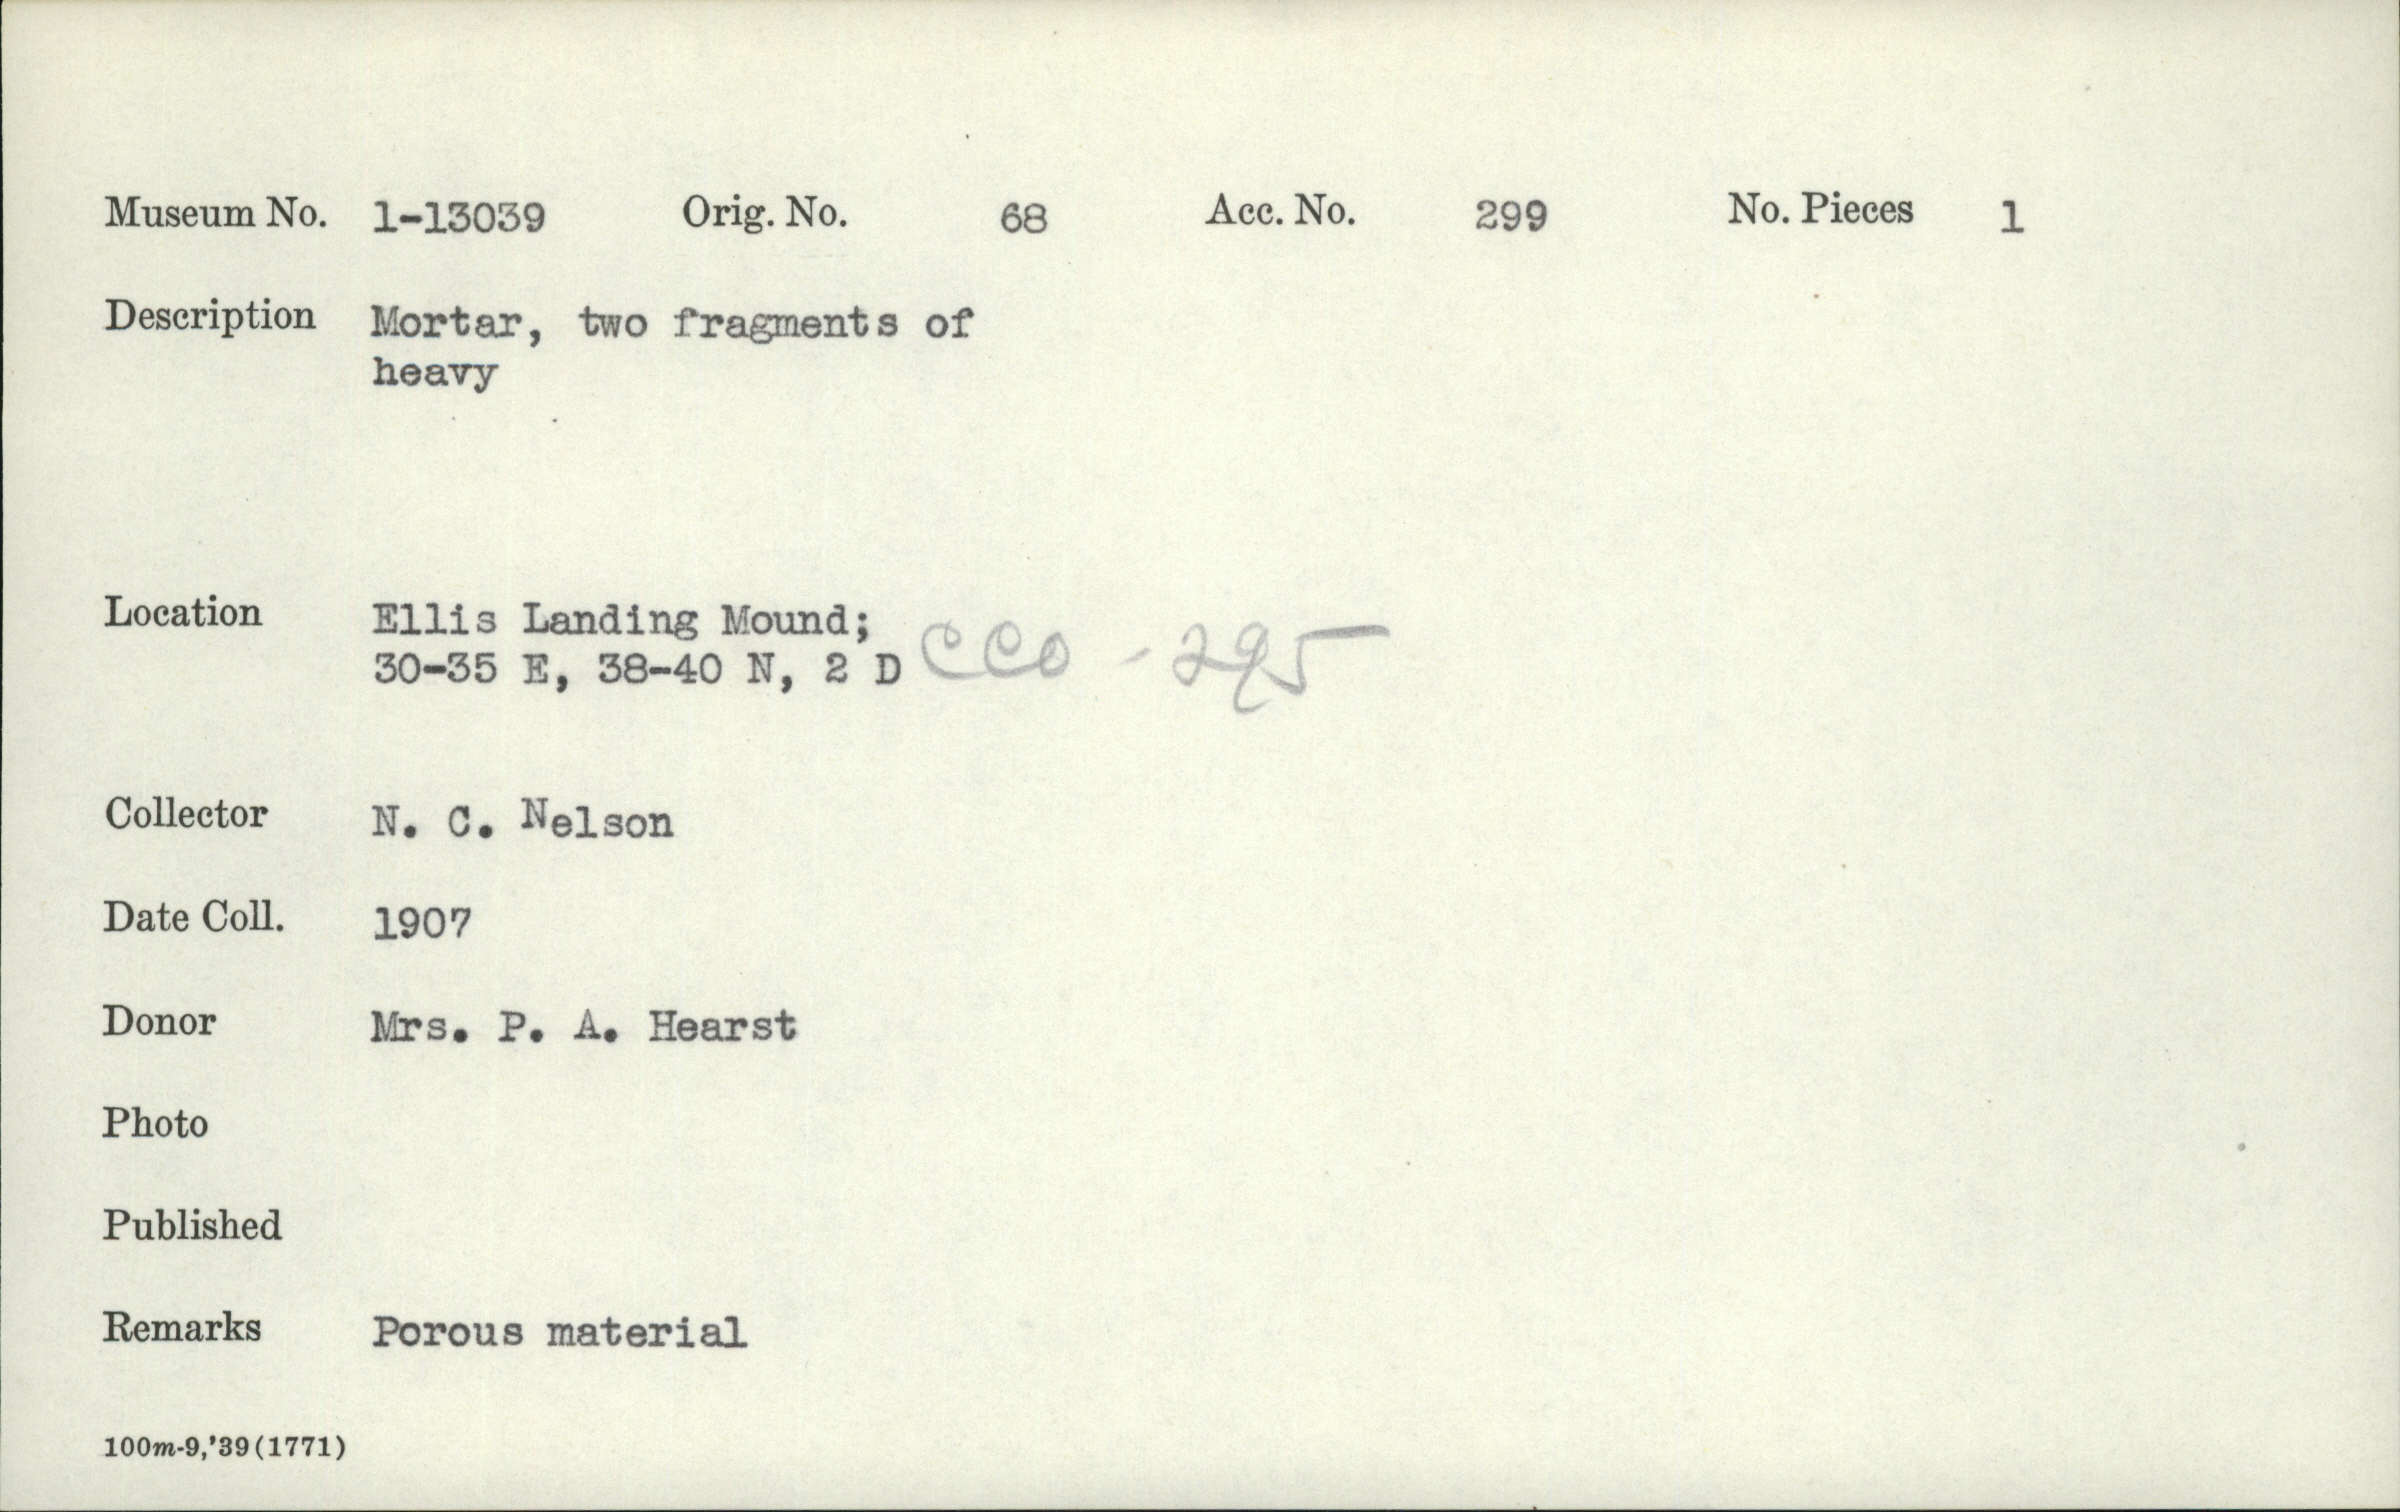 Museum No. 1-13039 Orig. No. 68 Acc. No. 299 No. Pieces 1
Description Mortar, two fragments of
heavy
Location Ellis Landing Mound;
30-35 E, 38-40 N, 2 D CCo - 295
Collector N. C. Nelson
Date Coll. 1907
Donor Mrs. P. A. Hearst
Photo
Published
Remarks Porous material
100m-9,'39(1771)